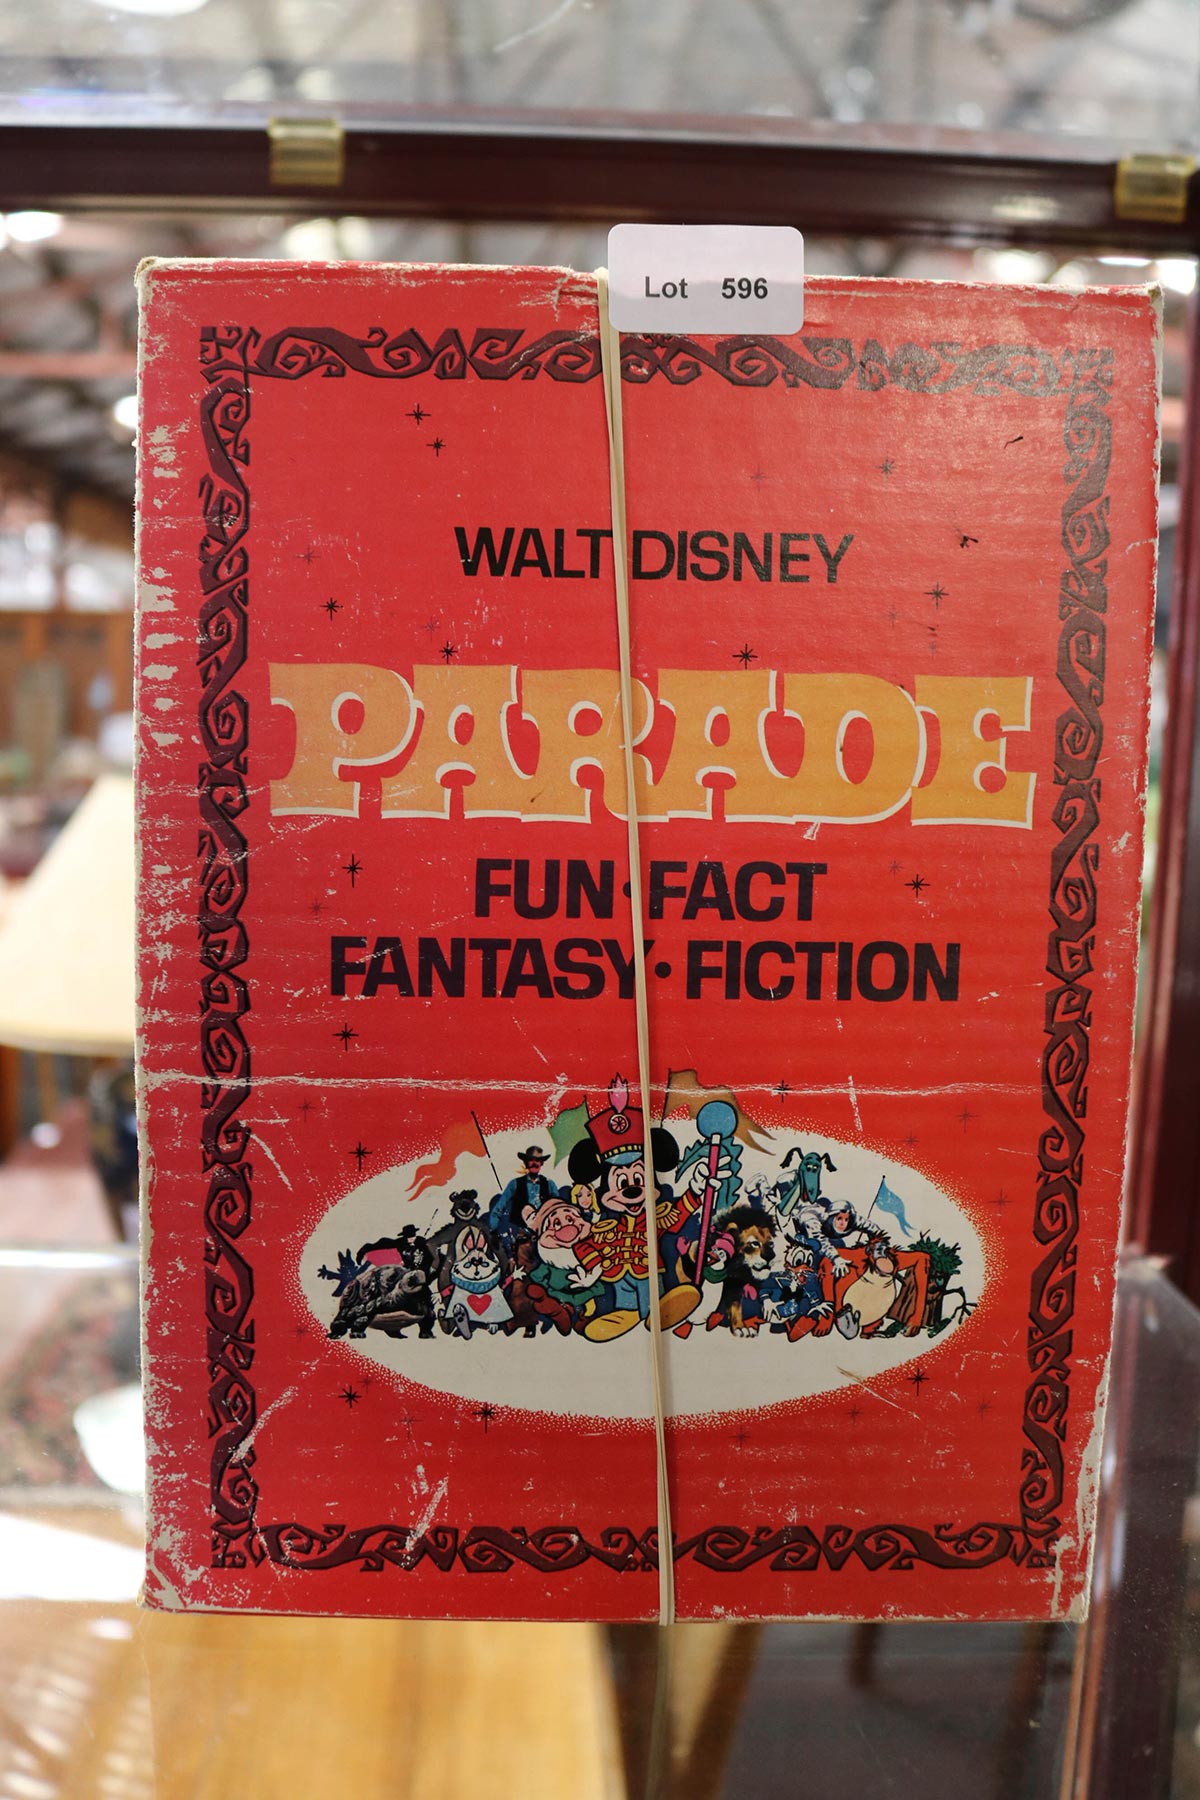 Lot 596
WALT DISNEY
PARADE
FUN·FACT
FANTASY·FICTION